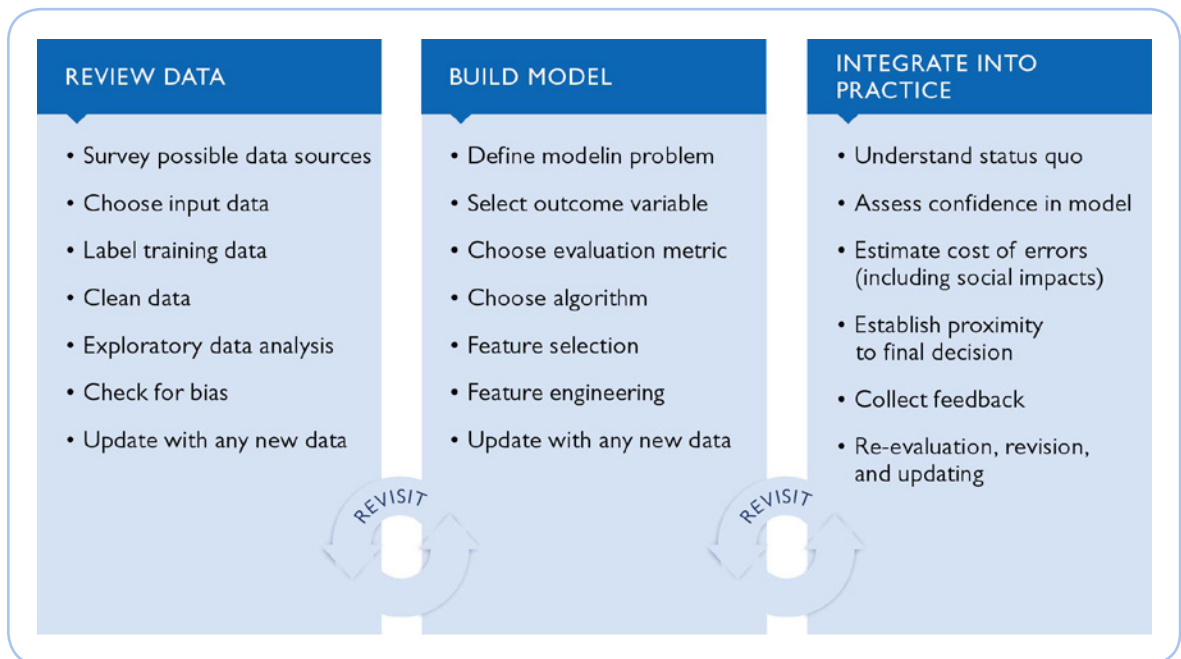 REVIEW DATA
• Survey possible data sources
• Choose input data
• Label training data
• Clean data
• Exploratory data analysis
• Check for bias
• Update with any new data
REVISIT
BUILD MODEL
• Define modelin problem
• Select outcome variable
• Choose evaluation metric
• Choose algorithm
• Feature selection
• Feature engineering
• Update with any new data
REVISIT
INTEGRATE INTO
PRACTICE
• Understand status quo
• Assess confidence in model
• Estimate cost of errors
(including social impacts)
• Establish proximity
to final decision
• Collect feedback
• Re-evaluation, revision,
and updating